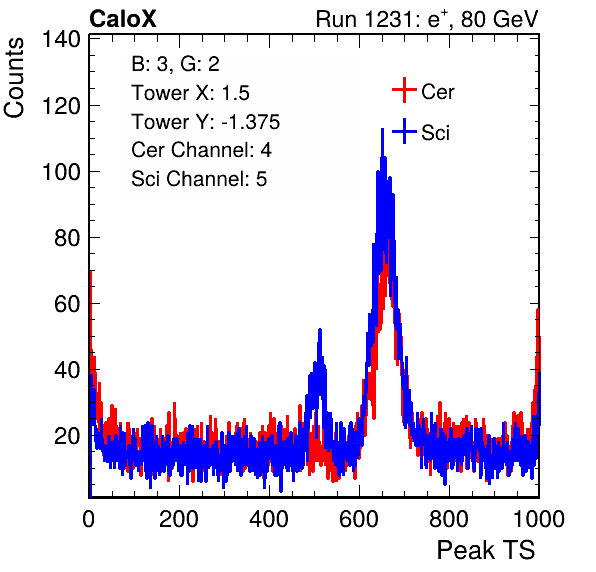 CaloX Run 1231: e+, 80 GeV
B: 3, G: 2
Tower X: 1.5
Tower Y: -1.375
Cer Channel: 4
Sci Channel: 5
Cer
Sci
Counts
140
120
100
80
60
40
20
0 200 400 600 800 1000
Peak TS